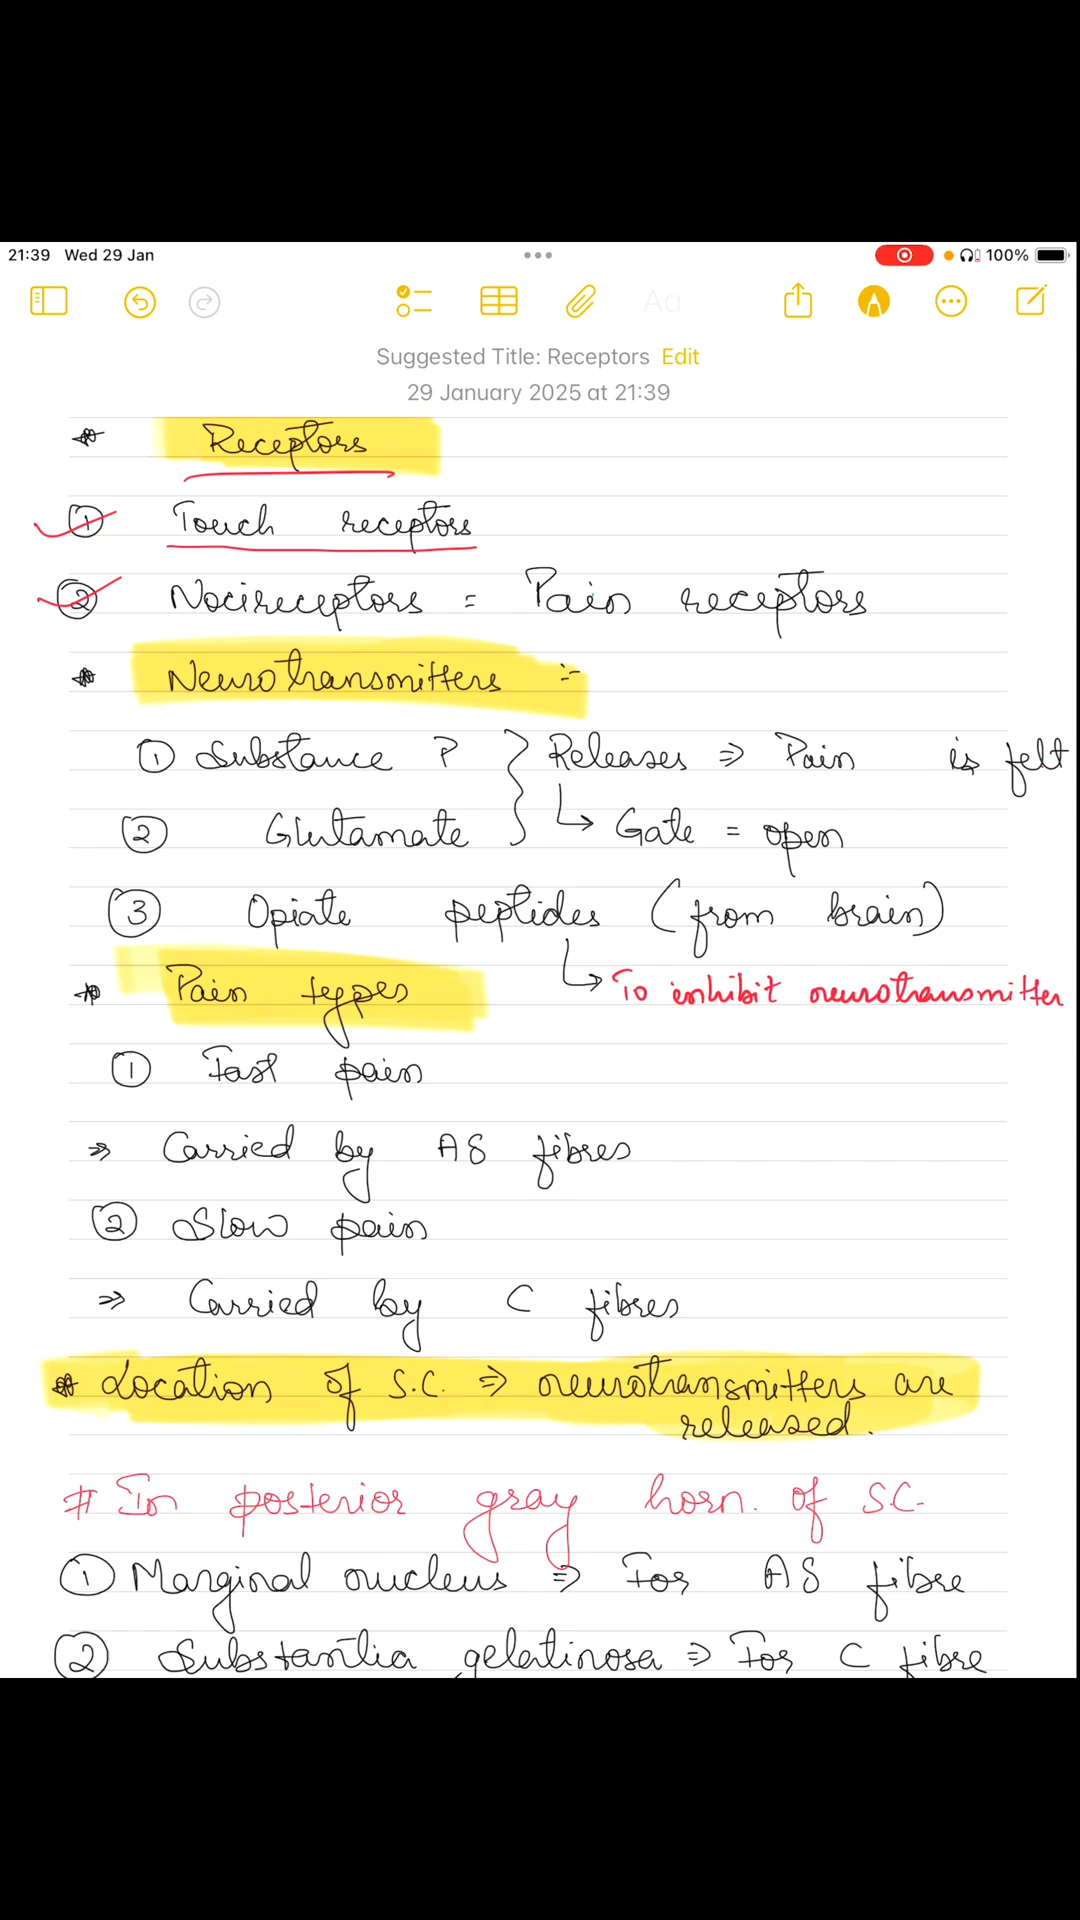 21:39 Wed 29 Jan 100%
Aa
Suggested Title: Receptors Edit
29 January 2025 at 21:39
* Receptors
① Touch receptors
② Nocireceptors = Pain receptors
* Neurotransmitters :-
① Substance P } Releases ⇒ Pain is felt
② Glutamate } ↳ Gate = open
③ Opiate peptides (from brain)
↳ To inhibit neurotransmitter
* Pain types
① Fast pain
⇒ Carried by Aδ fibres
② Slow pain
⇒ Carried by C fibres
* Location of S.C. ⇒ neurotransmitters are
released.
# In posterior gray horn. of S.C.
① Marginal nucleus ⇒ For Aδ fibre
② Substantia gelatinosa ⇒ For C fibre